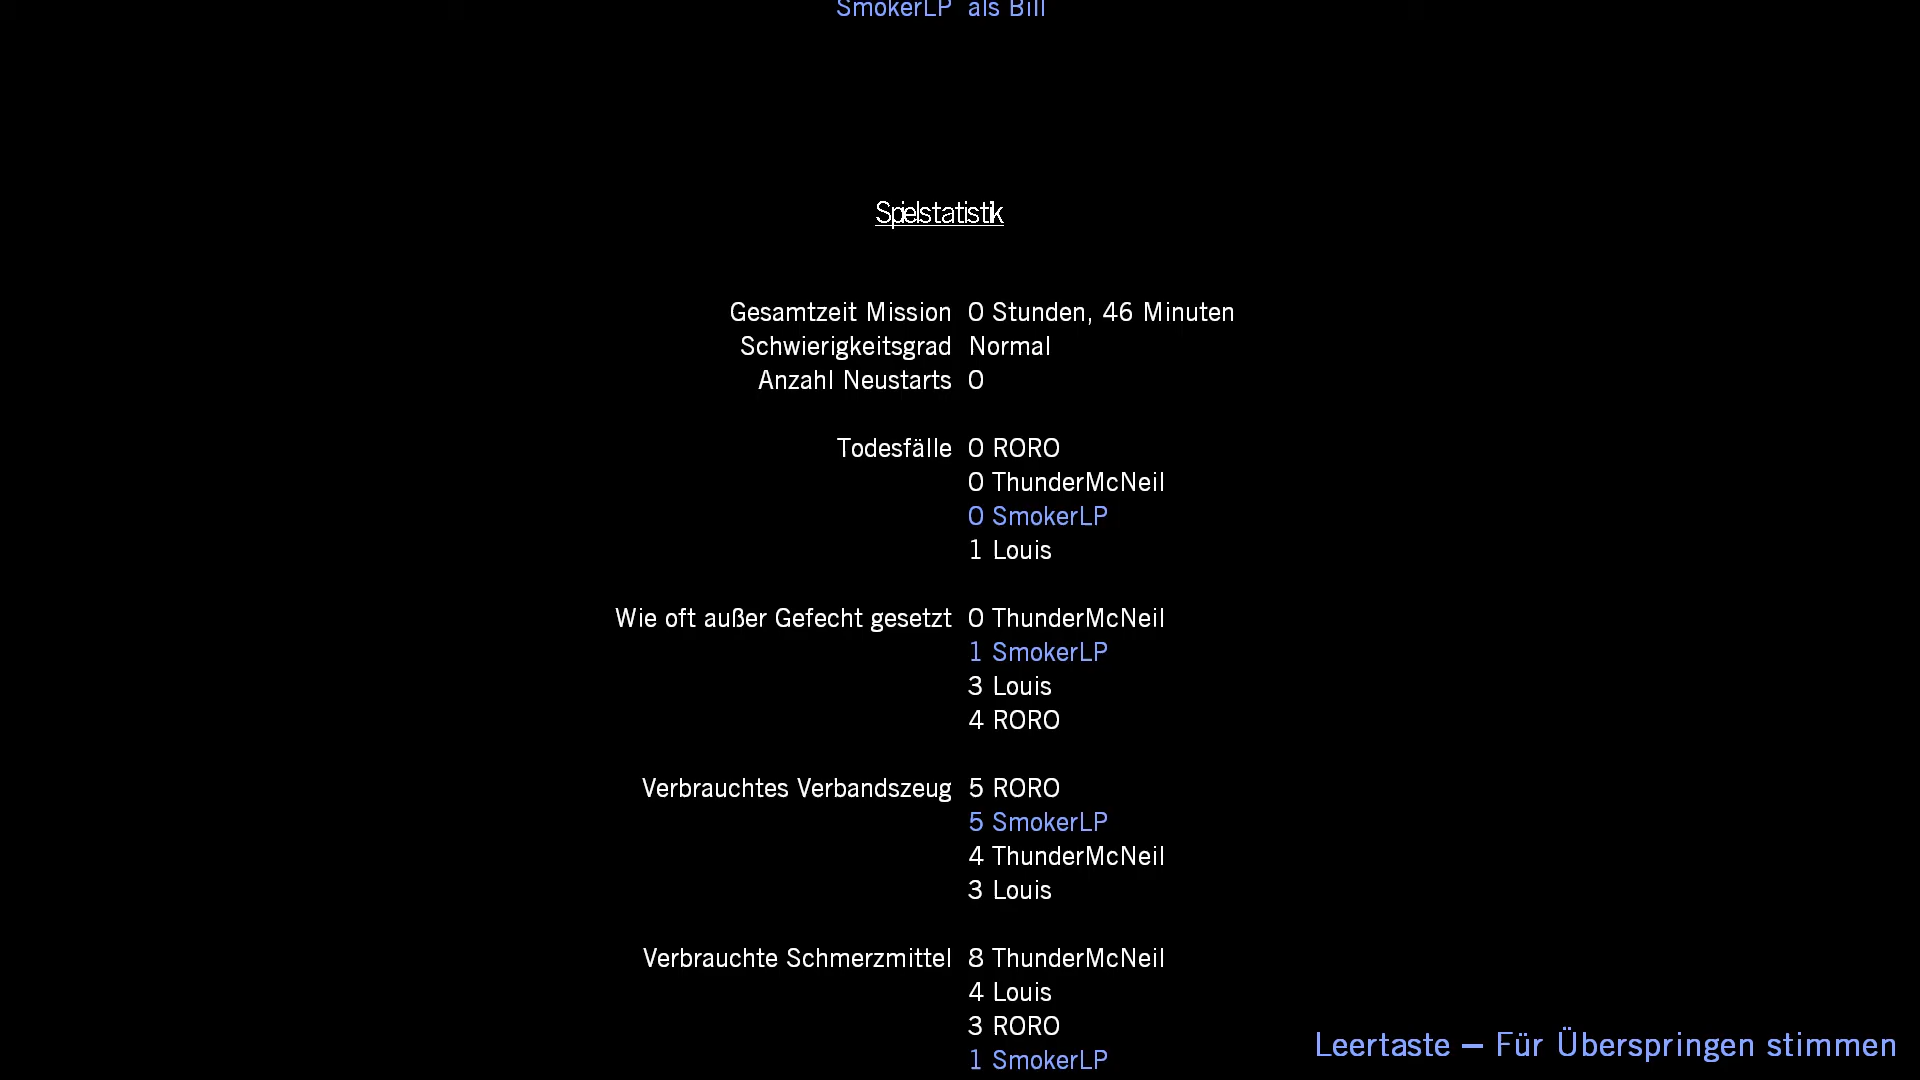 SmokerLP als Bill
Spielstatistik
Gesamtzeit Mission 0 Stunden, 46 Minuten
Schwierigkeitsgrad Normal
Anzahl Neustarts 0
Todesfälle 0 RORO
0 ThunderMcNeil
0 SmokerLP
1 Louis
Wie oft außer Gefecht gesetzt 0 ThunderMcNeil
1 SmokerLP
3 Louis
4 RORO
Verbrauchtes Verbandszeug 5 RORO
5 SmokerLP
4 ThunderMcNeil
3 Louis
Verbrauchte Schmerzmittel 8 ThunderMcNeil
4 Louis
3 RORO
1 SmokerLP
Leertaste – Für Überspringen stimmen